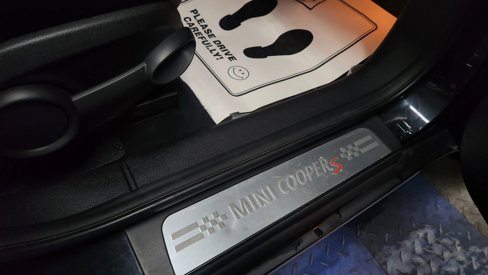 PLEASE DRIVE
CAREFULLY!
MINI COOPER S